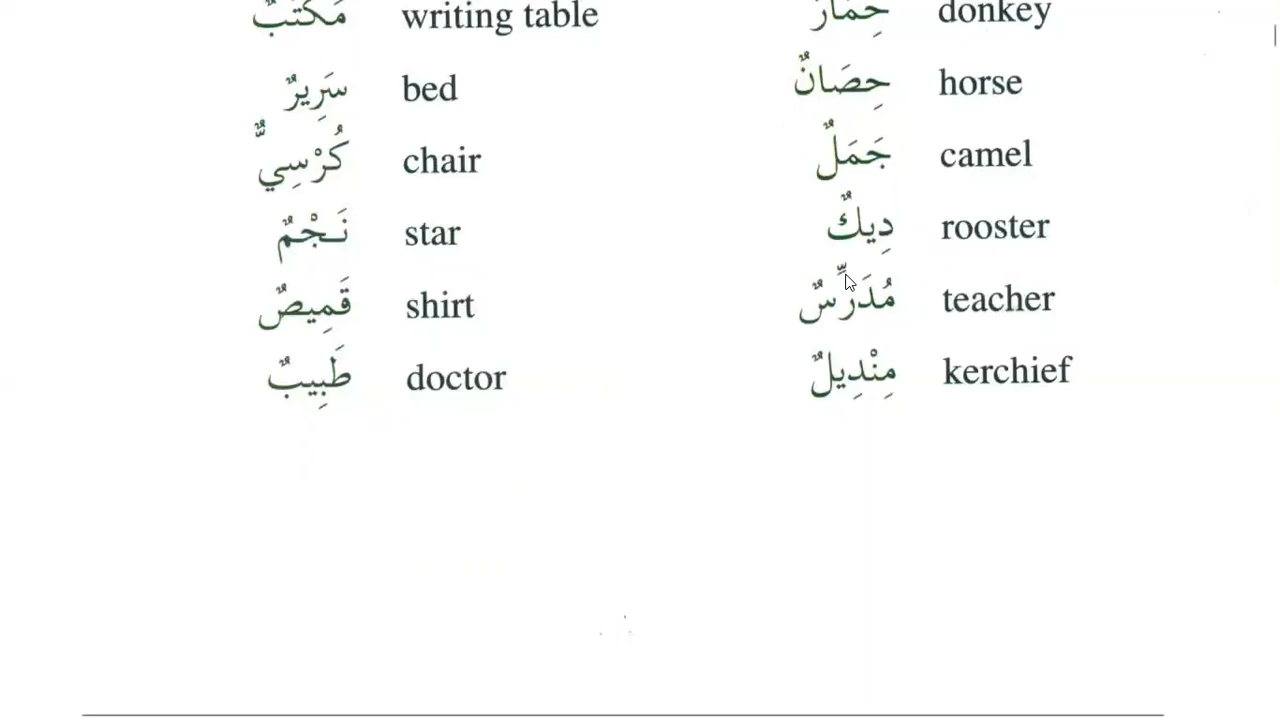 مَكْتَبٌ writing table حِمَارٌ donkey
سَرِيرٌ bed حِصَانٌ horse
كُرْسِيٌّ chair جَمَلٌ camel
نَجْمٌ star دِيكٌ rooster
قَمِيصٌ shirt مُدَرِّسٌ teacher
طَبِيبٌ doctor مِنْدِيلٌ kerchief